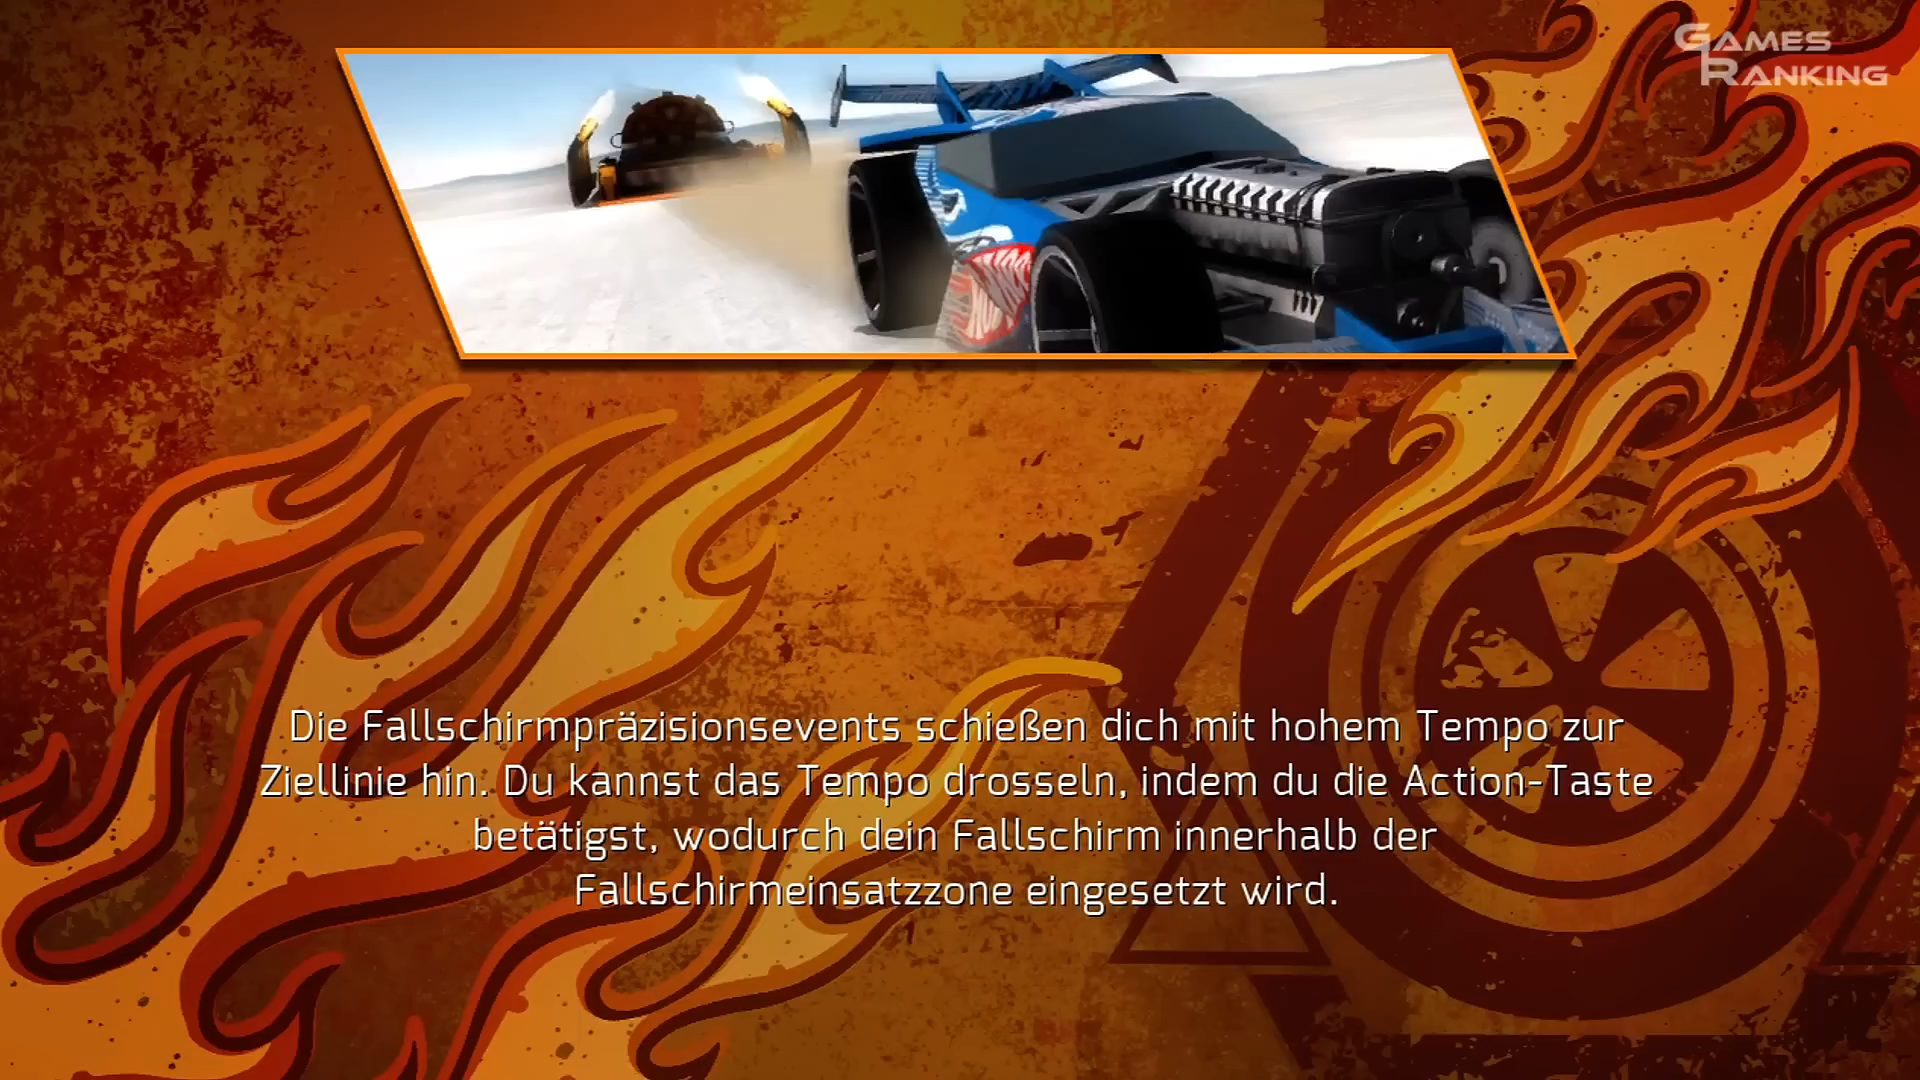 GAMES
RANKING
Die Fallschirmpräzisionsevents schießen dich mit hohem Tempo zur
Ziellinie hin. Du kannst das Tempo drosseln, indem du die Action-Taste
betätigst, wodurch dein Fallschirm innerhalb der
Fallschirmeinsatzzone eingesetzt wird.